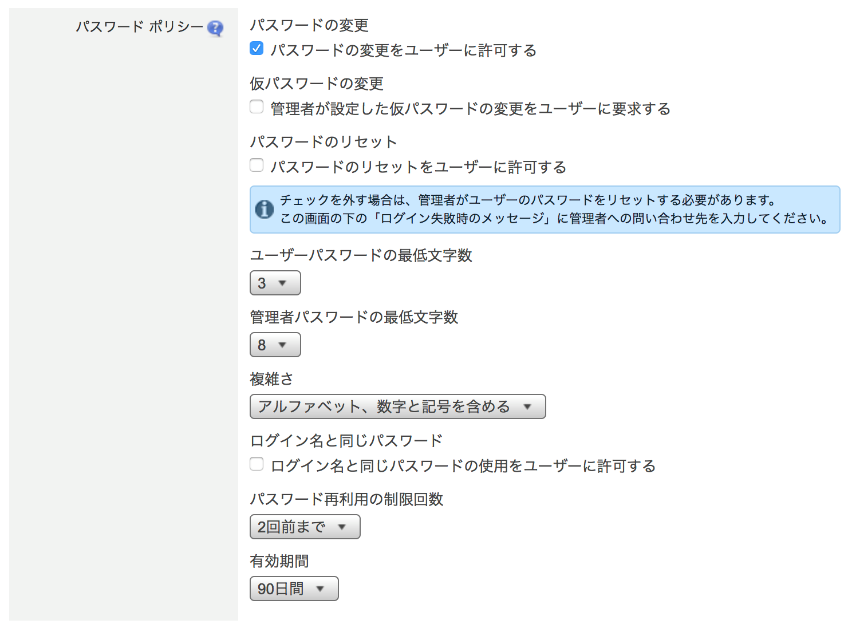 パスワード ポリシー
パスワードの変更
パスワードの変更をユーザーに許可する
仮パスワードの変更
管理者が設定した仮パスワードの変更をユーザーに要求する
パスワードのリセット
パスワードのリセットをユーザーに許可する
チェックを外す場合は、管理者がユーザーのパスワードをリセットする必要があります。
この画面の下の「ログイン失敗時のメッセージ」に管理者への問い合わせ先を入力してください。
ユーザーパスワードの最低文字数
3
管理者パスワードの最低文字数
8
複雑さ
アルファベット、数字と記号を含める
ログイン名と同じパスワード
ログイン名と同じパスワードの使用をユーザーに許可する
パスワード再利用の制限回数
2回前まで
有効期間
90日間